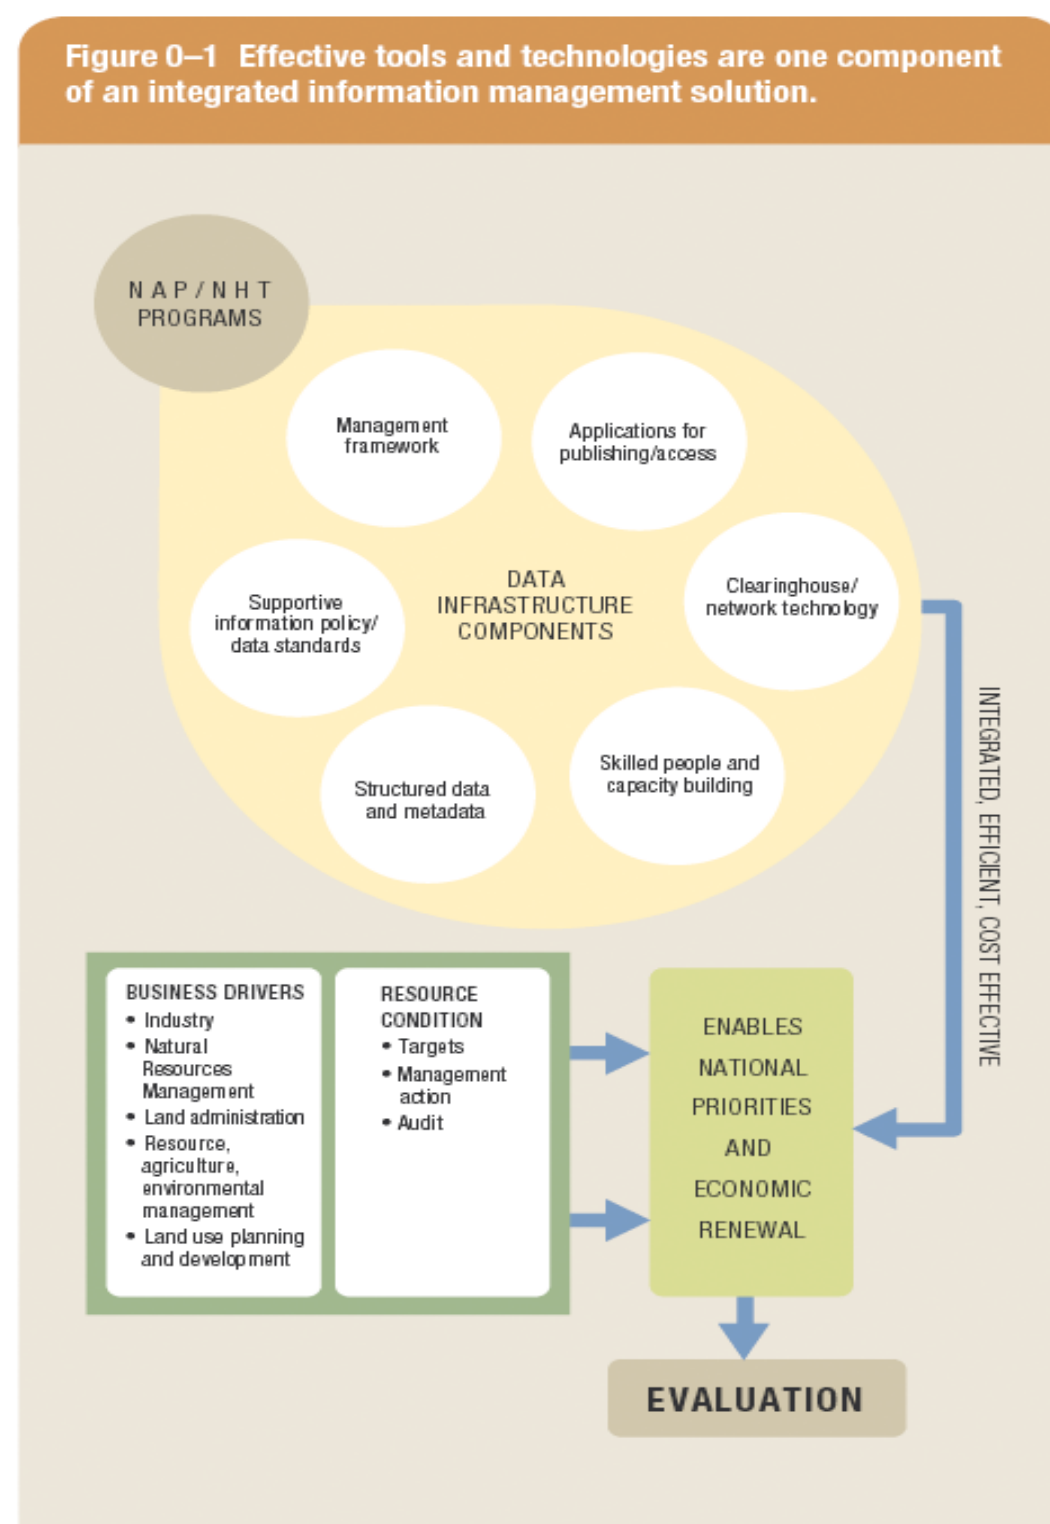 Figure 0–1 Effective tools and technologies are one component
of an integrated information management solution.
NAP/NHT
PROGRAMS
Management
framework
Applications for
publishing/access
Supportive
information policy/
data standards
DATA
INFRASTRUCTURE
COMPONENTS
Clearinghouse/
network technology
Structured data
and metadata
Skilled people and
capacity building
INTEGRATED, EFFICIENT, COST EFFECTIVE
BUSINESS DRIVERS
• Industry
• Natural
Resources
Management
• Land administration
• Resource,
agriculture,
environmental
management
• Land use planning
and development
RESOURCE
CONDITION
• Targets
• Management
action
• Audit
ENABLES
NATIONAL
PRIORITIES
AND
ECONOMIC
RENEWAL
EVALUATION